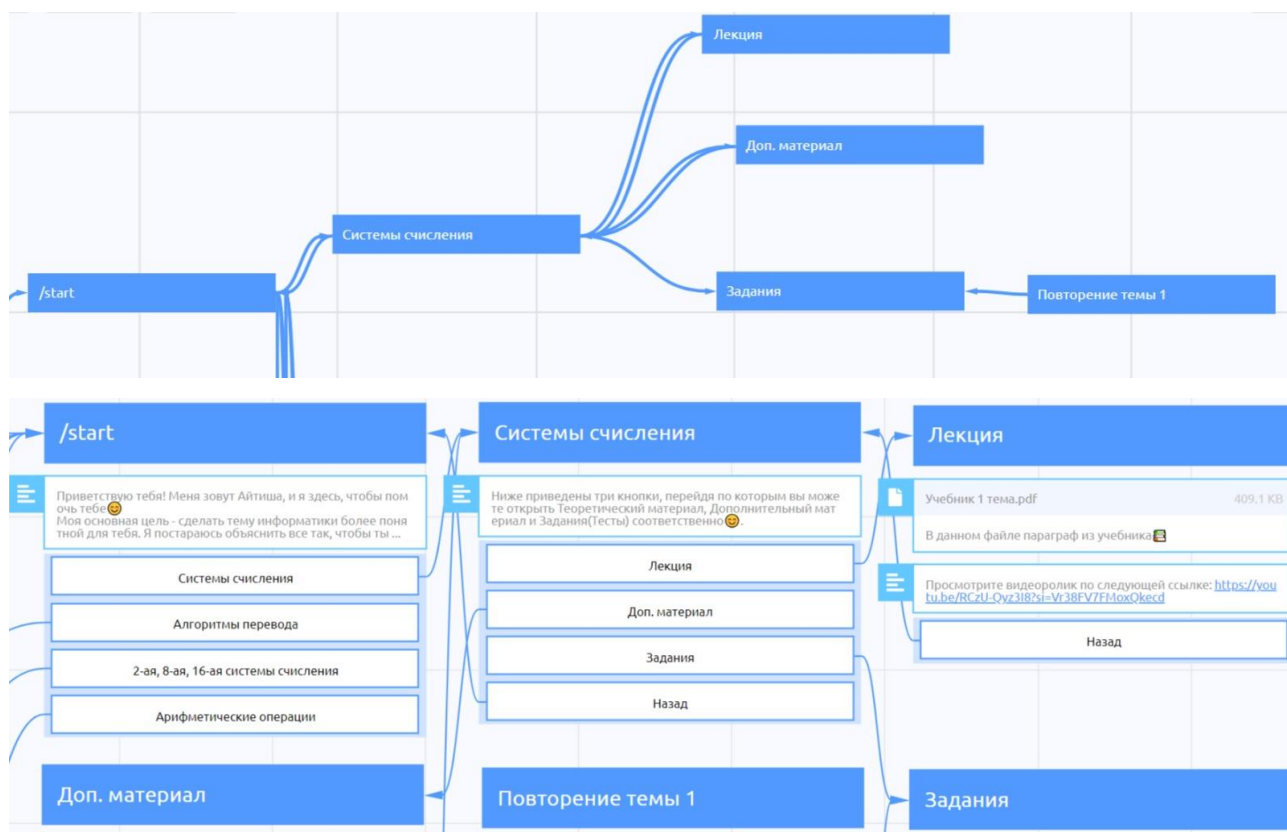 Лекция
Доп. материал
Системы счисления
/start
Задания
Повторение темы 1
/start
Приветствую тебя! Меня зовут Айтиша, и я здесь, чтобы пом
очь тебе😊
Моя основная цель - сделать тему информатики более поня
тной для тебя. Я постараюсь объяснить все так, чтобы ты ...
Системы счисления
Алгоритмы перевода
2-ая, 8-ая, 16-ая системы счисления
Арифметические операции
Системы счисления
Ниже приведены три кнопки, перейдя по которым вы може
те открыть Теоретический материал, Дополнительный мат
ериал и Задания(Тесты) соответственно😊.
Лекция
Доп. материал
Задания
Назад
Лекция
Учебник 1 тема.pdf 409.1 KB
В данном файле параграф из учебника📚
Просмотрите видеоролик по следующей ссылке: https://you
tu.be/RCzU-Qyz3I8?si=Vr38FV7FMoxQkecd
Назад
Доп. материал
Повторение темы 1
Задания